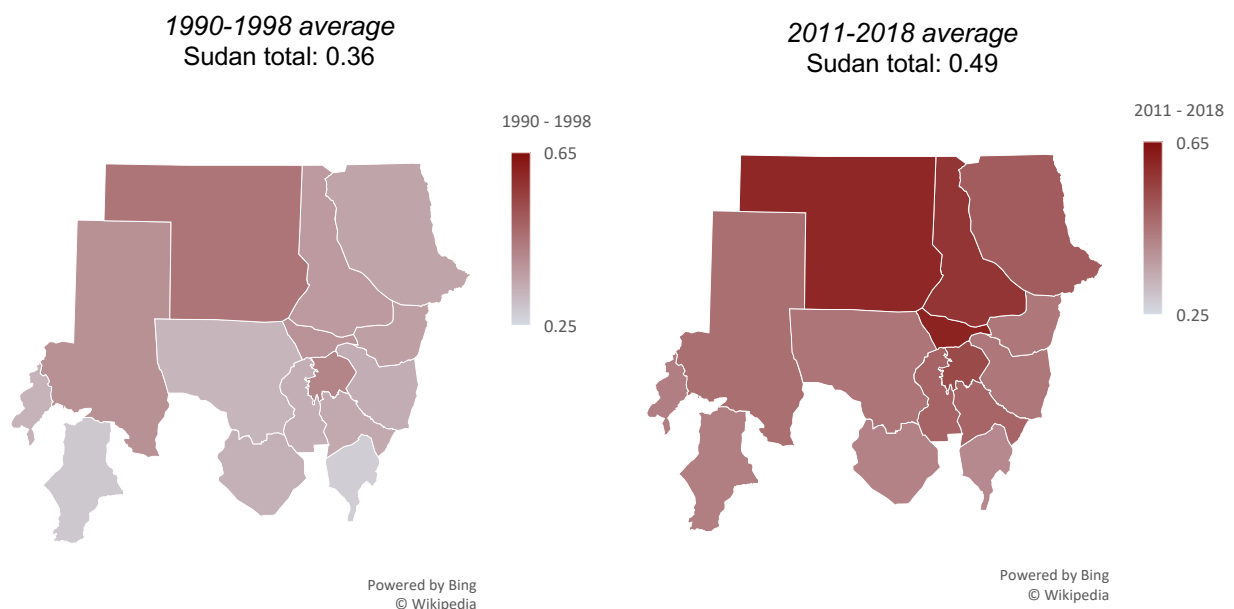 1990-1998 average
Sudan total: 0.36
1990 - 1998
0.65
0.25
Powered by Bing
© Wikipedia
2011-2018 average
Sudan total: 0.49
2011 - 2018
0.65
0.25
Powered by Bing
© Wikipedia